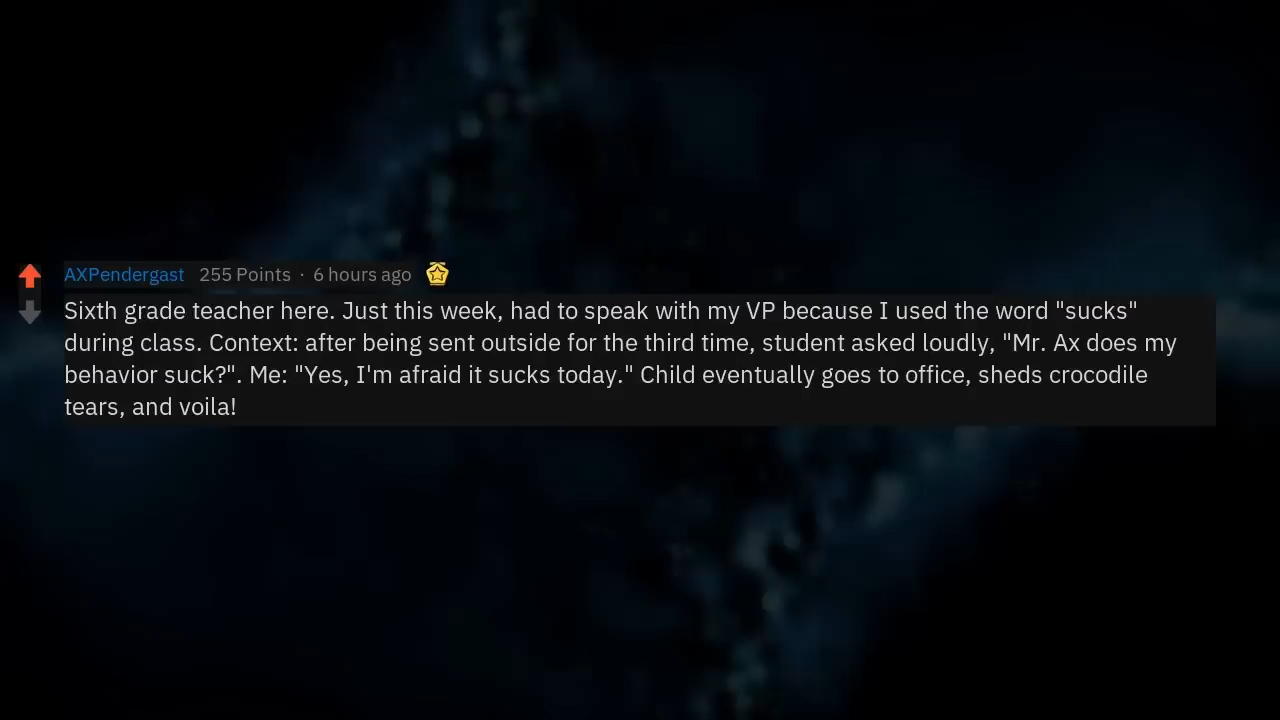 AXPendergast 255 Points · 6 hours ago
Sixth grade teacher here. Just this week, had to speak with my VP because I used the word "sucks"
during class. Context: after being sent outside for the third time, student asked loudly, "Mr. Ax does my
behavior suck?". Me: "Yes, I'm afraid it sucks today." Child eventually goes to office, sheds crocodile
tears, and voila!